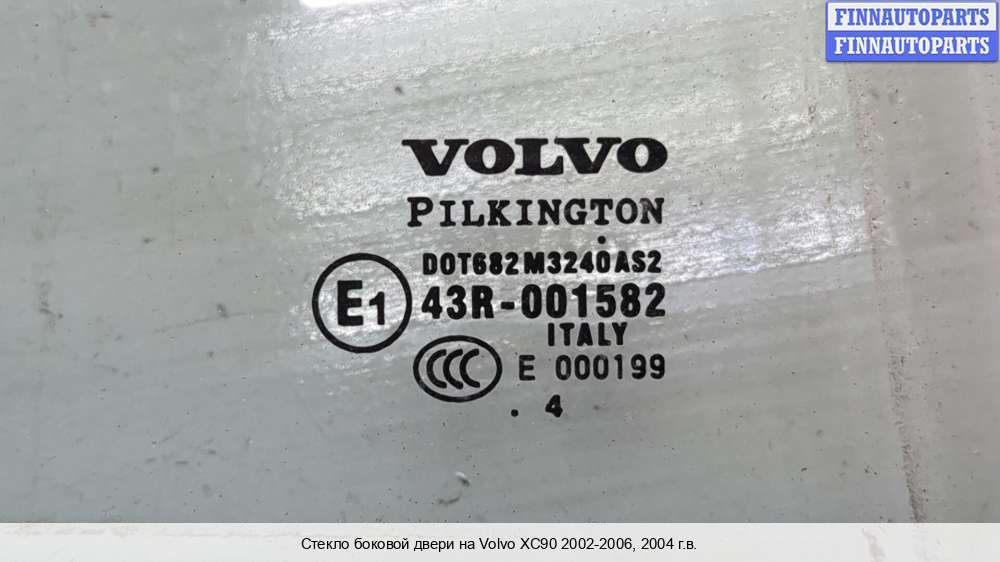 FINNAUTOPARTS
FINNAUTOPARTS
VOLVO
PILKINGTON
DOT682M3240AS2
E1 43R-001582
ITALY
CCC E 000199
. 4
Стекло боковой двери на Volvo XC90 2002-2006, 2004 г.в.